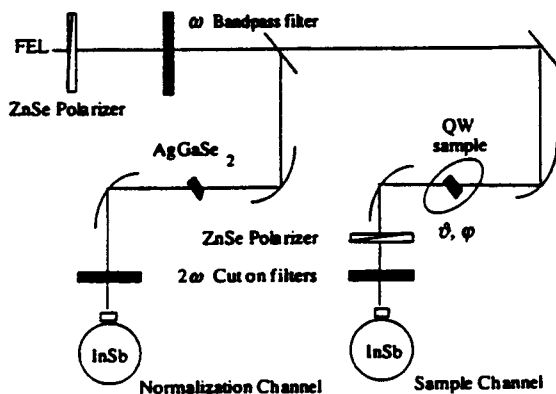 ω Bandpass filter
FEL
ZnSe Polarizer
AgGaSe2
QW
sample
ZnSe Polarizer
ϑ, φ
2ω Cut on filters
InSb
InSb
Normalization Channel
Sample Channel